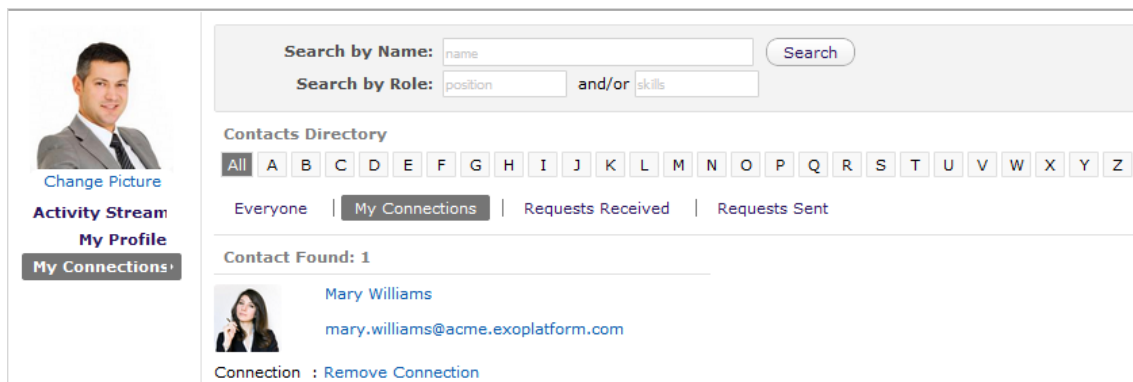 Change Picture
Activity Stream
My Profile
My Connections
Search by Name: name Search
Search by Role: position and/or skills
Contacts Directory
All A B C D E F G H I J K L M N O P Q R S T U V W X Y Z
Everyone | My Connections | Requests Received | Requests Sent
Contact Found: 1
Mary Williams
mary.williams@acme.exoplatform.com
Connection : Remove Connection